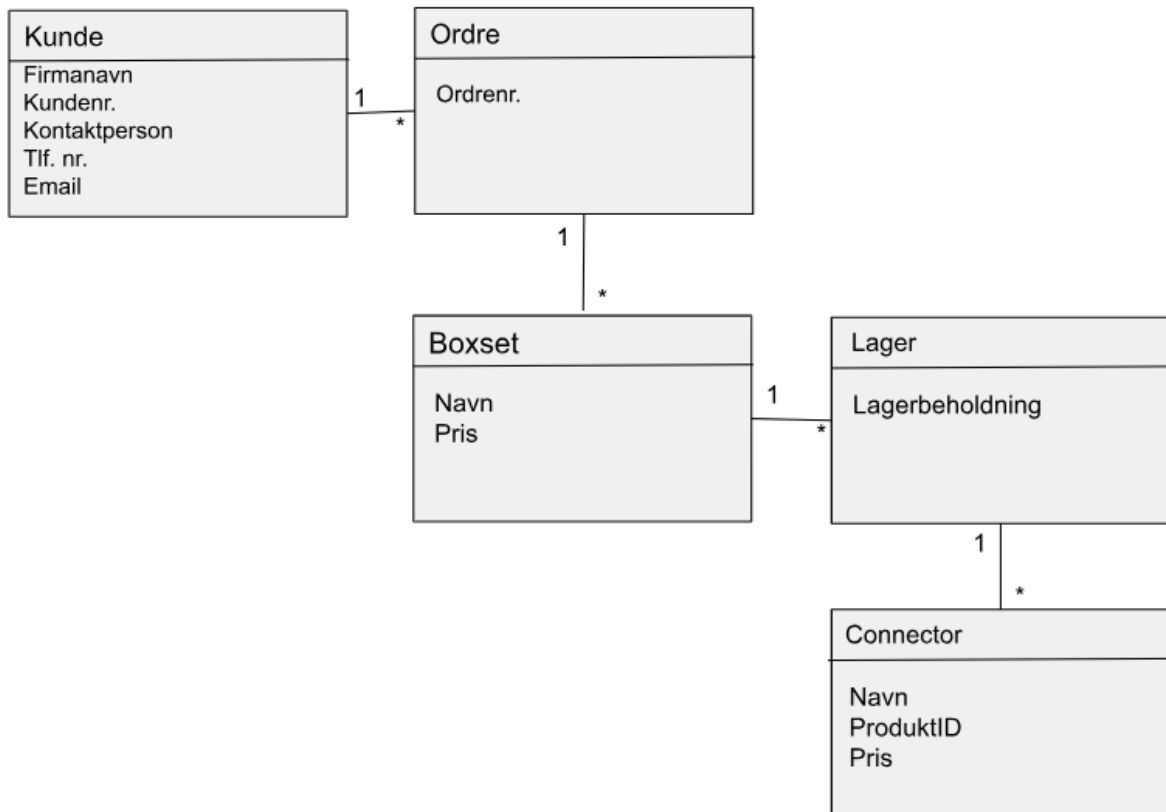 Kunde
Firmanavn
Kundenr.
Kontaktperson
Tlf. nr.
Email
1
*
Ordre
Ordrenr.
1
*
Boxset
Navn
Pris
1
*
Lager
Lagerbeholdning
1
*
Connector
Navn
ProduktID
Pris